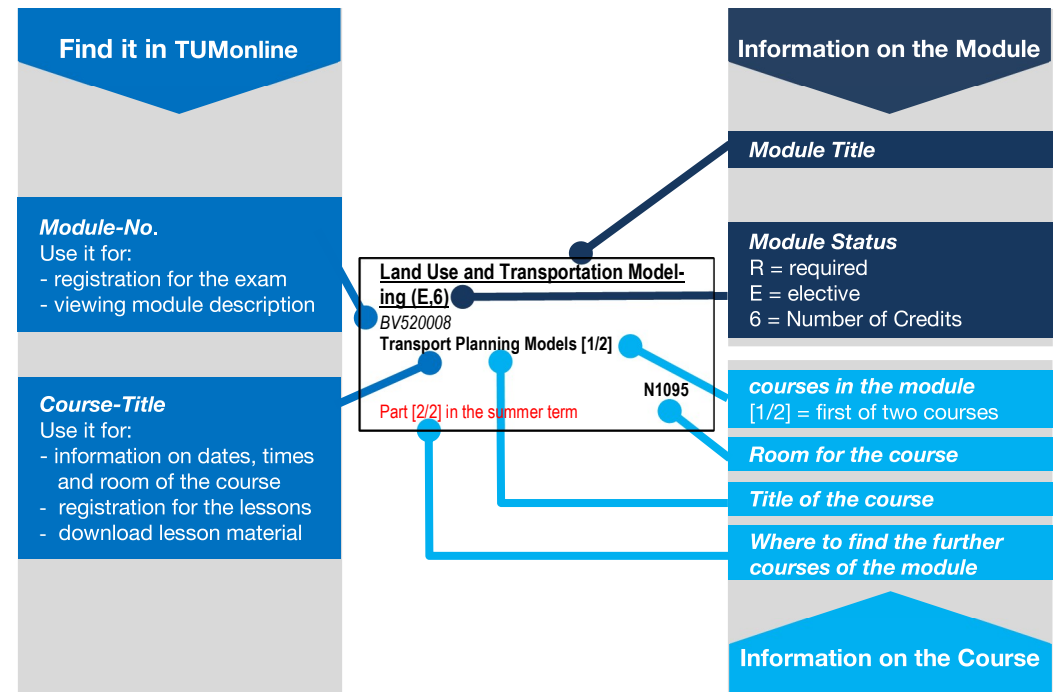 Find it in TUMonline
Module-No.
Use it for:
- registration for the exam
- viewing module description
Course-Title
Use it for:
- information on dates, times
and room of the course
- registration for the lessons
- download lesson material
Land Use and Transportation Model-
ing (E,6)
BV520008
Transport Planning Models [1/2]
N1095
Part [2/2] in the summer term
Information on the Module
Module Title
Module Status
R = required
E = elective
6 = Number of Credits
courses in the module
[1/2] = first of two courses
Room for the course
Title of the course
Where to find the further
courses of the module
Information on the Course